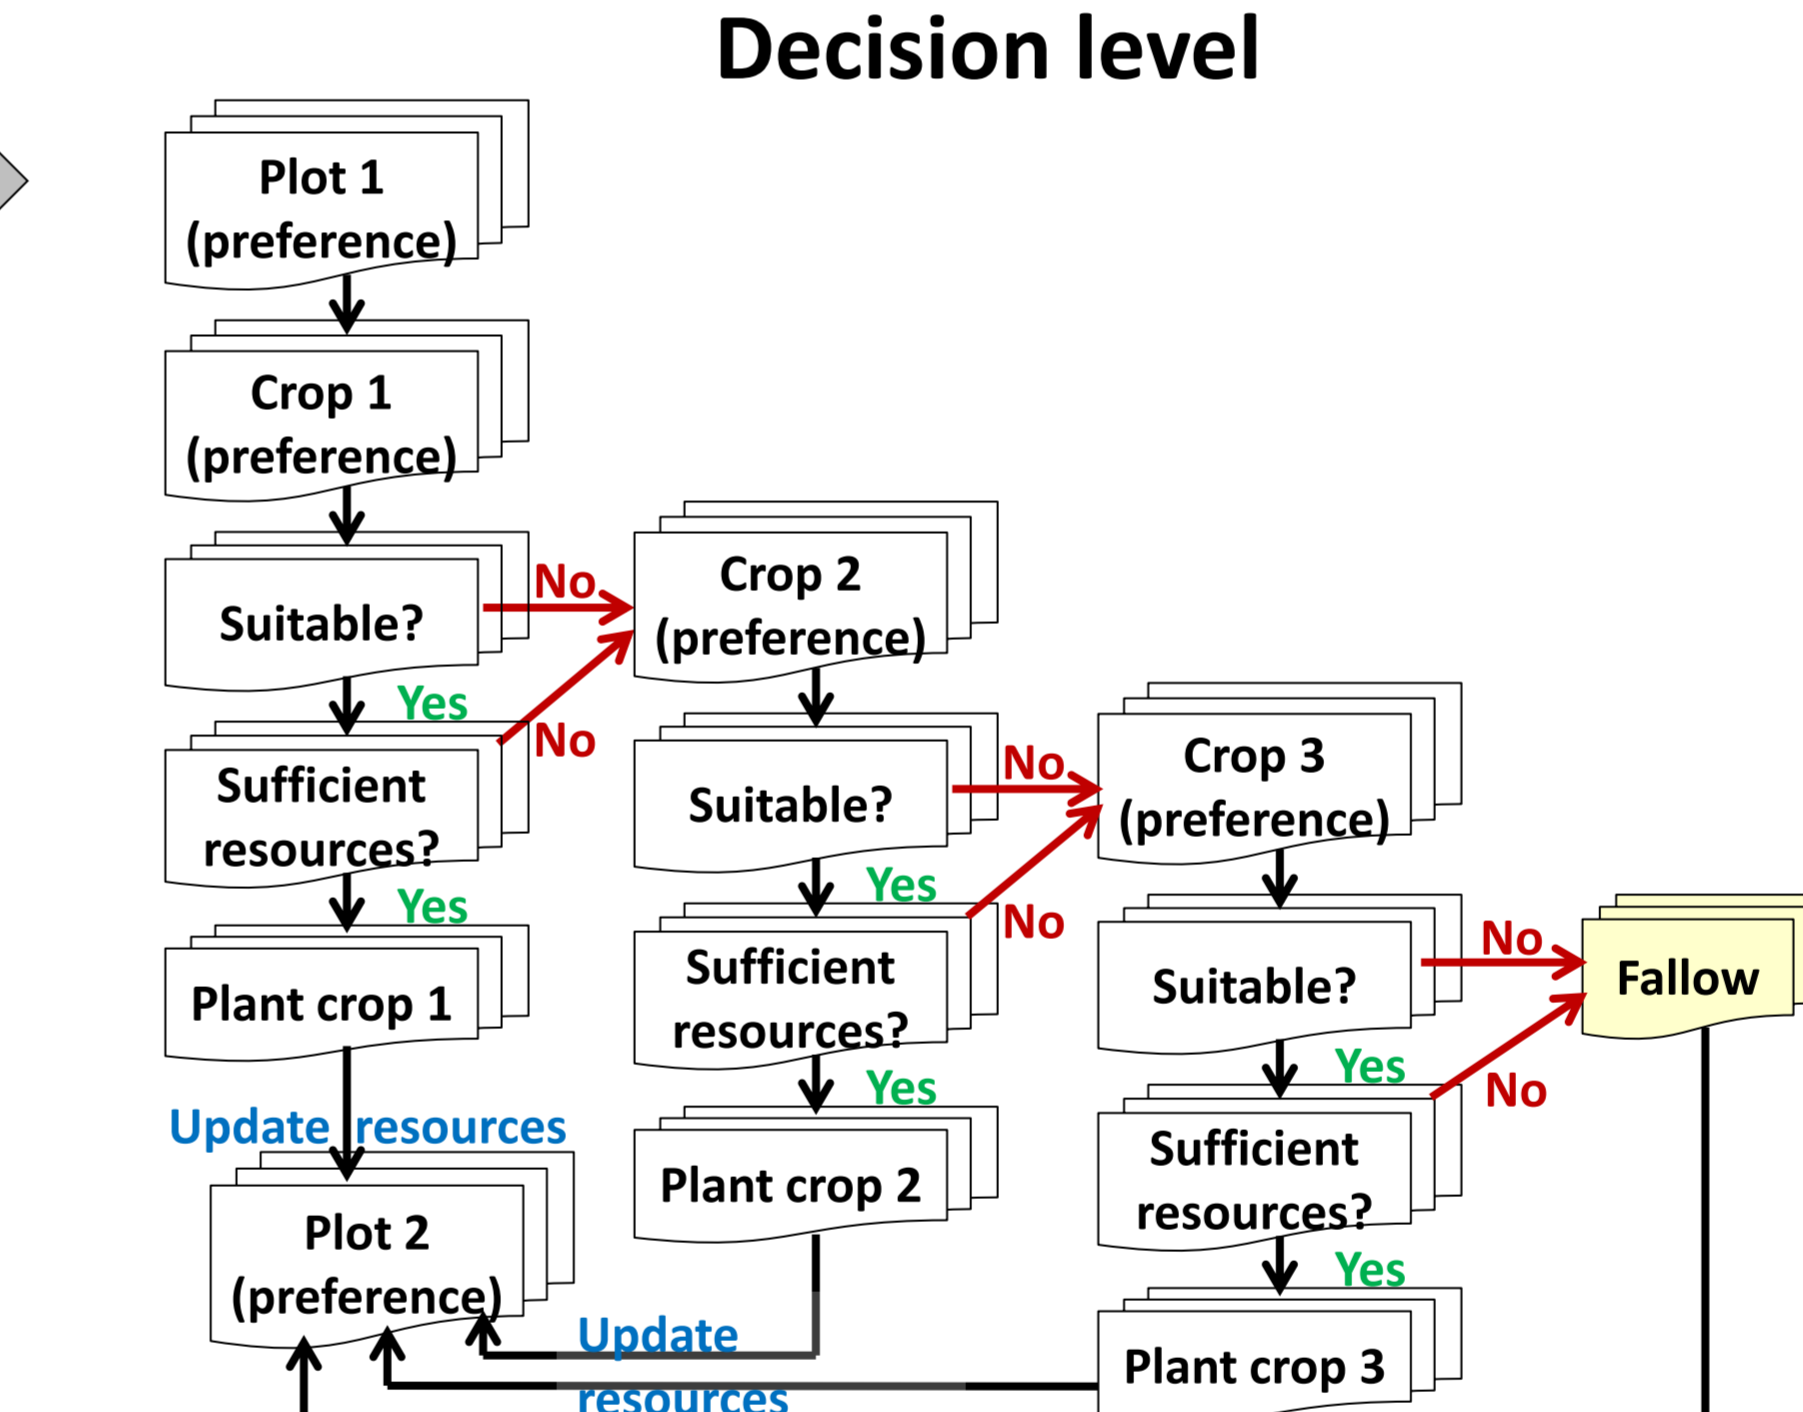 Decision level
Plot 1
(preference)
Crop 1
(preference)
Suitable?
No
Yes
Sufficient
resources?
No
Yes
Plant crop 1
Update resources
Plot 2
(preference)
Crop 2
(preference)
Suitable?
No
Yes
Sufficient
resources?
No
Yes
Plant crop 2
Update
resources
Crop 3
(preference)
Suitable?
No
Yes
Sufficient
resources?
No
Yes
Plant crop 3
Fallow